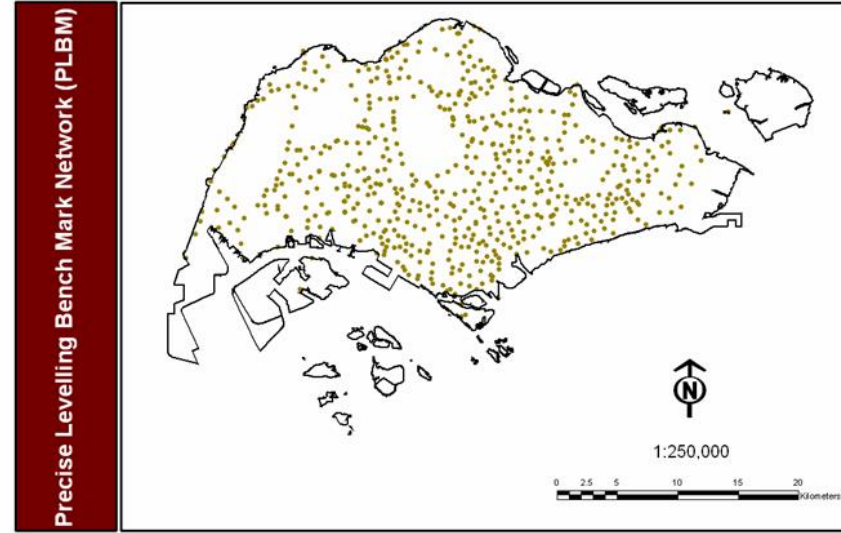 Precise Levelling Bench Mark Network (PLBM)
N
1:250,000
0 2.5 5 10 15 20
Kilometers